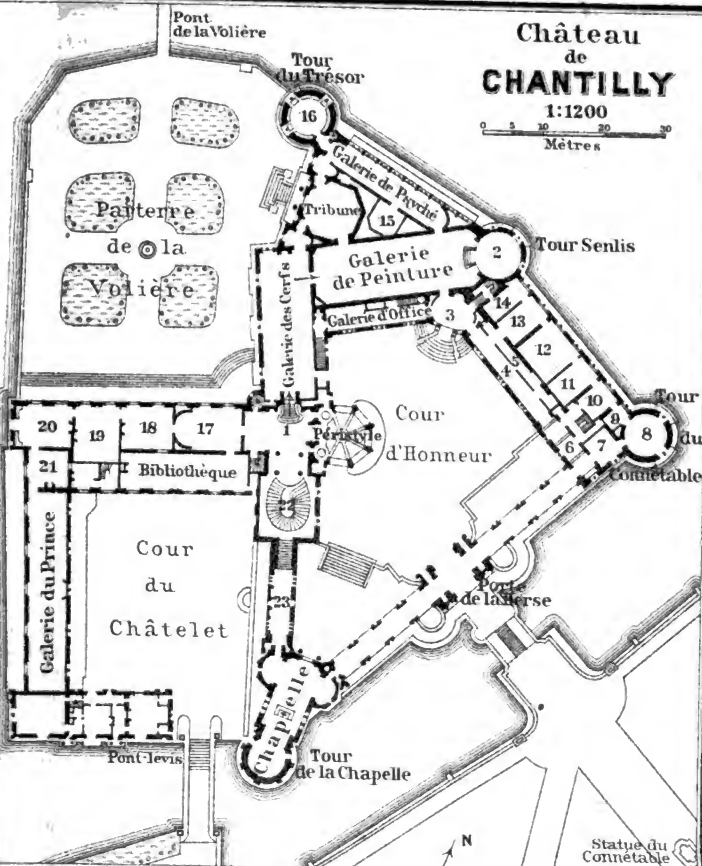 Château
de
CHANTILLY
1:1200
0 5 10 20 30
Mètres
Pont
de la Volière
Tour
du Trésor
16
Galerie de Psyché
Tribune
15
Parterre
de la
Volière
Galerie
de Peinture
2
Tour Senlis
Galerie des Cerfs
Galerie d'Office
3
14
13
12
11
10
9
4
5
6
7
8
Tour
du
Connétable
20
19
18
17
21
Bibliothèque
1
Péristyle
Cour
d'Honneur
22
Galerie du Prince
Cour
du
Châtelet
23
Porte
de la Herse
Chapelle
Tour
de la Chapelle
Pont-levis
N
Statue du
Connétable